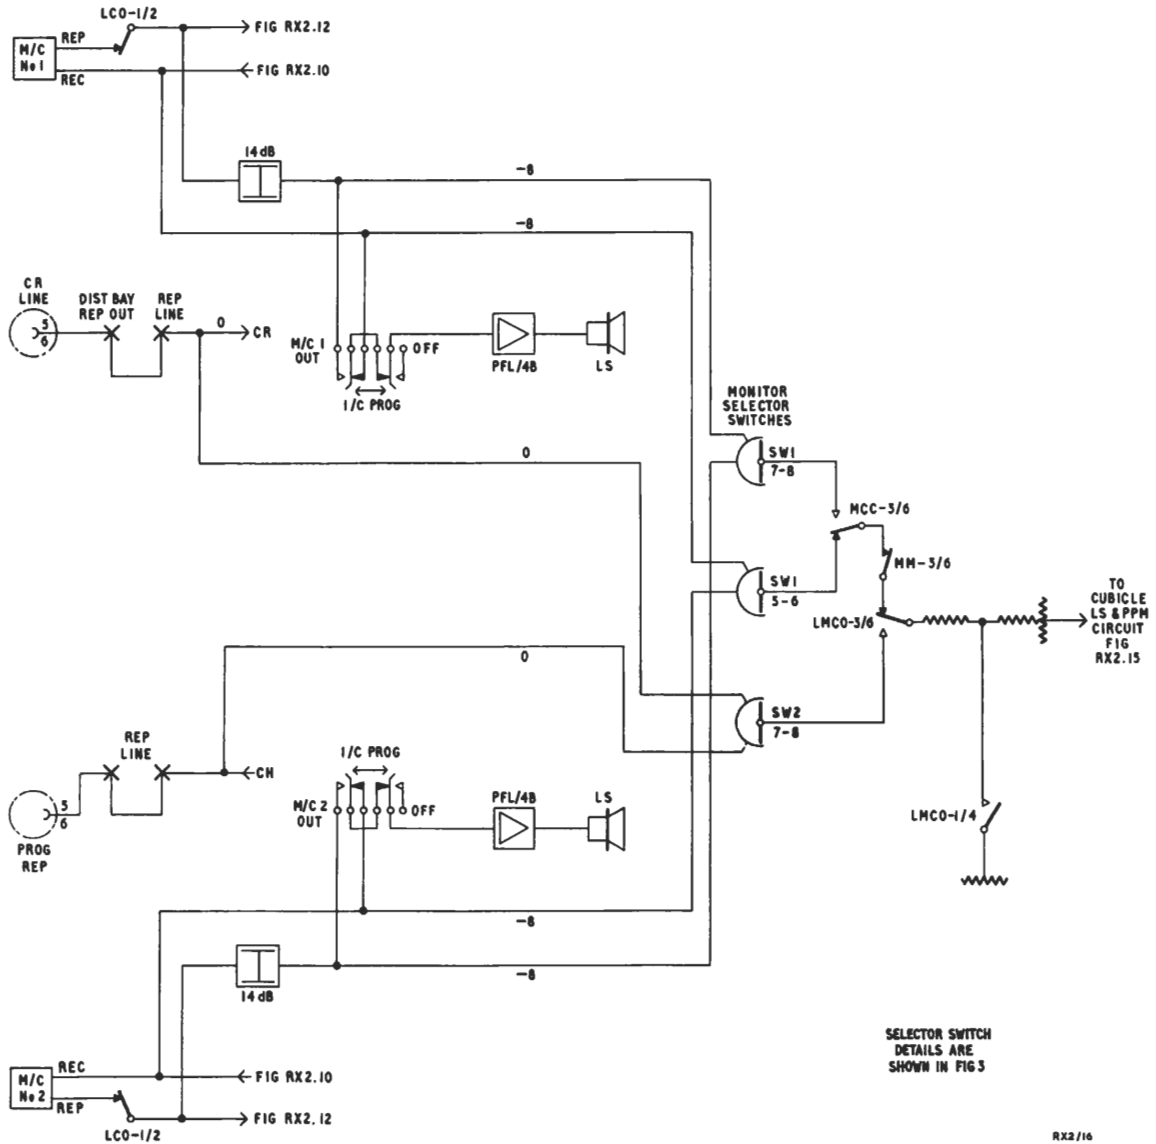 LCO-1/2
REP
FIG RX2.12
M/C
No 1
FIG RX2.10
REC
14dB
-8
-8
CR
LINE
DIST BAY
REP OUT
REP
LINE
5
6
0
CR
M/C 1
OUT
OFF
I/C PROG
PFL/4B
LS
MONITOR
SELECTOR
SWITCHES
0
SW1
7-8
MCC-3/6
MM-3/6
SW1
5-6
LMCO-3/6
TO
CUBICLE
LS & PPM
CIRCUIT
FIG
RX2.15
0
SW2
7-8
REP
LINE
CH
5
6
PROG
REP
I/C PROG
M/C 2
OUT
OFF
PFL/4B
LS
LMCO-1/4
-8
-8
14dB
SELECTOR SWITCH
DETAILS ARE
SHOWN IN FIG 3
M/C
No 2
REC
FIG RX2.10
REP
FIG RX2.12
LCO-1/2
RX2/16